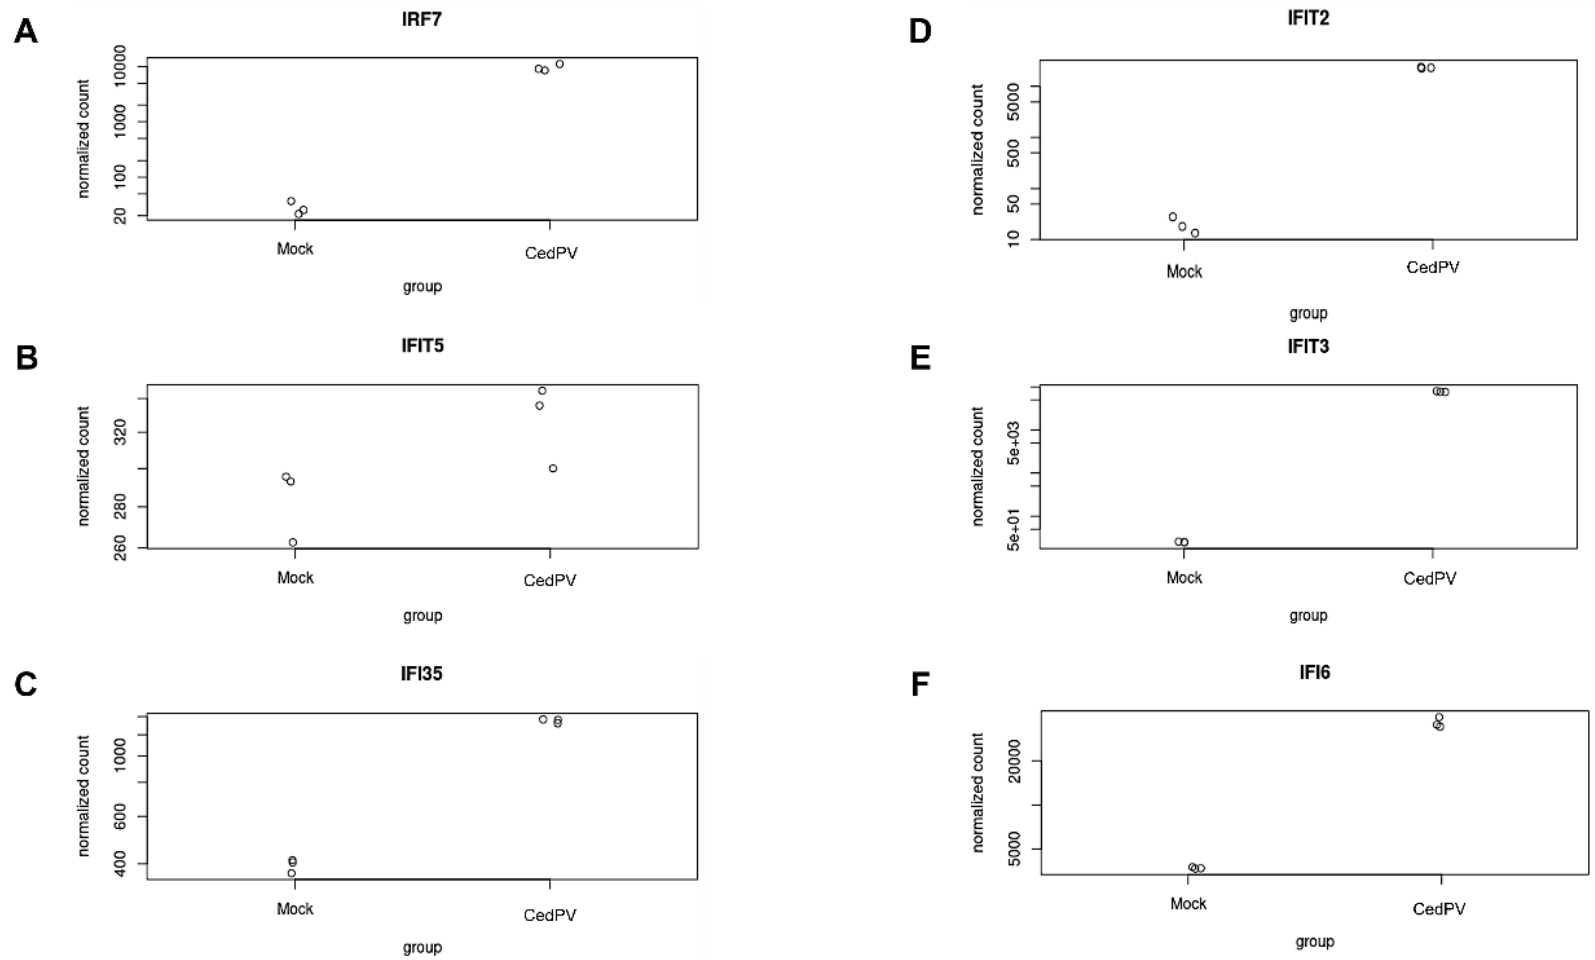 A
IRF7
normalized count
10000
1000
100
20
Mock
CedPV
group
B
IFIT5
normalized count
320
280
260
Mock
CedPV
group
C
IFI35
normalized count
1000
600
400
Mock
CedPV
group
D
IFIT2
normalized count
5000
500
50
10
Mock
CedPV
group
E
IFIT3
normalized count
5e+03
5e+01
Mock
CedPV
group
F
IFI6
normalized count
20000
5000
Mock
CedPV
group